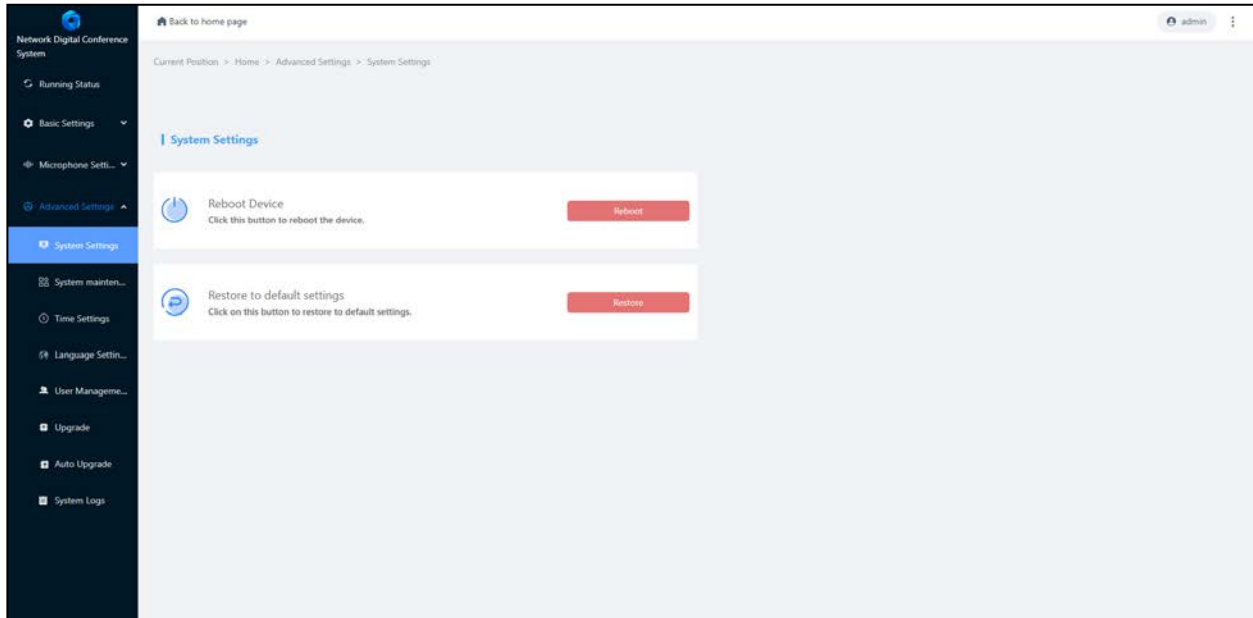 Network Digital Conference
System
Running Status
Basic Settings
Microphone Setti...
Advanced Settings
System Settings
System mainten...
Time Settings
Language Settin...
User Manageme...
Upgrade
Auto Upgrade
System Logs
Back to home page
admin
Current Position > Home > Advanced Settings > System Settings
System Settings
Reboot Device
Click this button to reboot the device.
Reboot
Restore to default settings
Click on this button to restore to default settings.
Restore